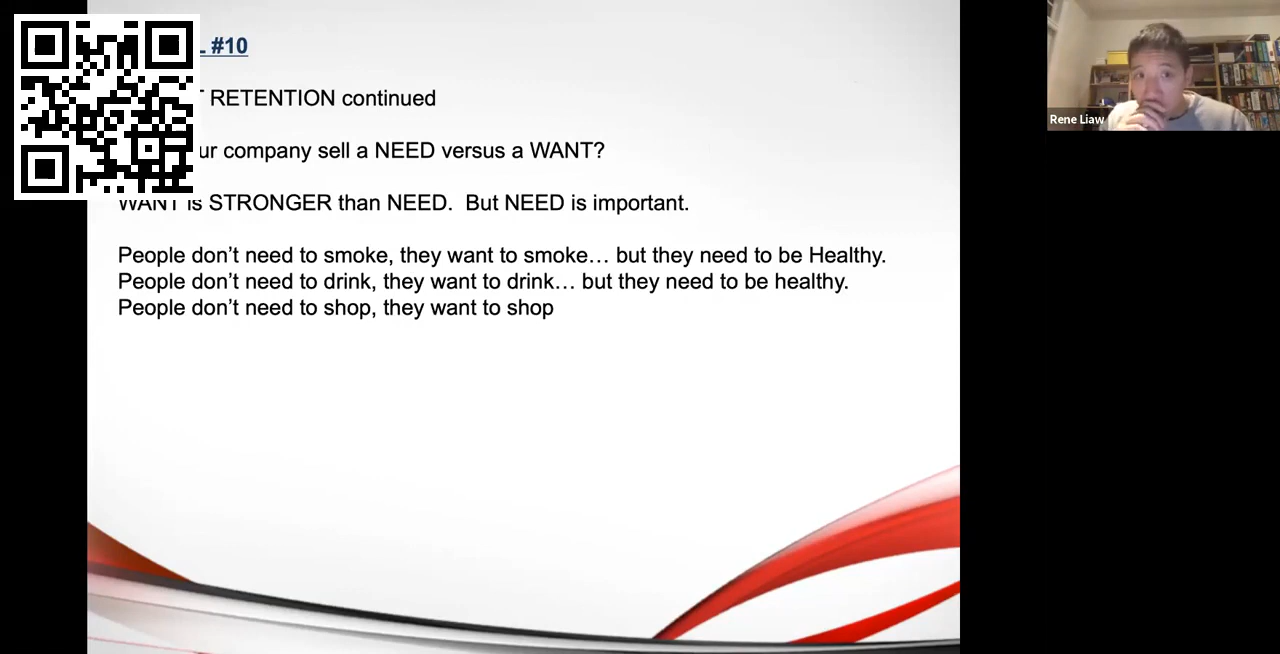 #10
RETENTION continued
company sell a NEED versus a WANT?
WANT is STRONGER than NEED. But NEED is important.
People don’t need to smoke, they want to smoke… but they need to be Healthy.
People don’t need to drink, they want to drink… but they need to be healthy.
People don’t need to shop, they want to shop
Rene Liaw